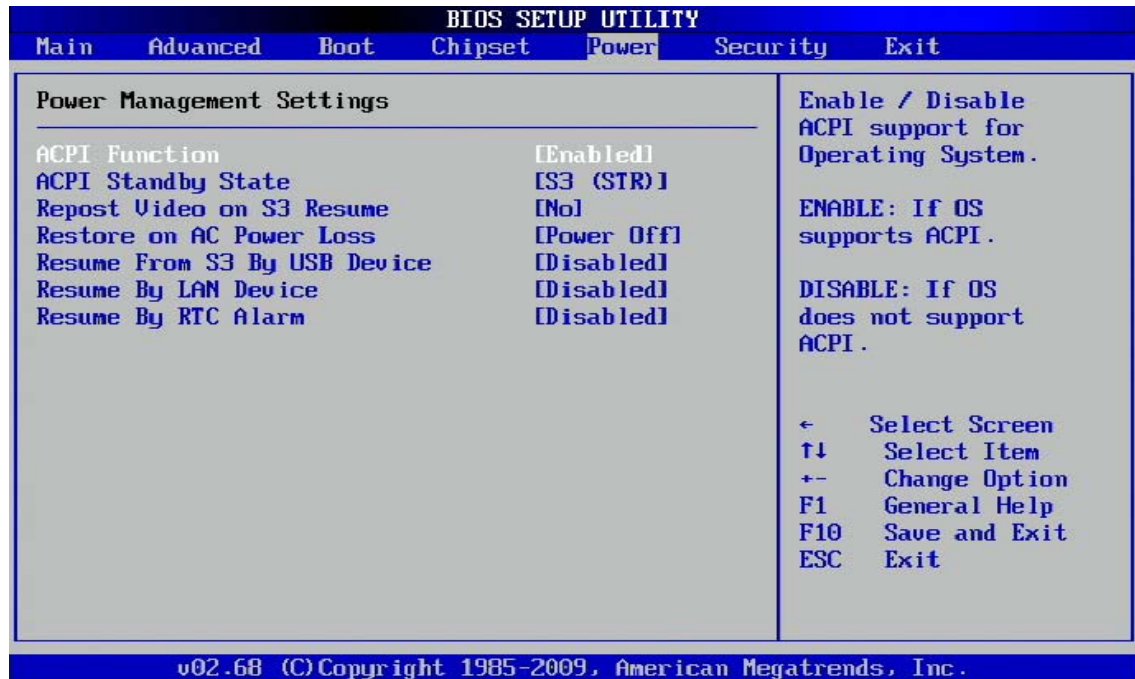 BIOS SETUP UTILITY
Main Advanced Boot Chipset Power Security Exit
Power Management Settings
ACPI Function [Enabled]
ACPI Standby State [S3 (STR)]
Repost Video on S3 Resume [No]
Restore on AC Power Loss [Power Off]
Resume From S3 By USB Device [Disabled]
Resume By LAN Device [Disabled]
Resume By RTC Alarm [Disabled]
Enable / Disable
ACPI support for
Operating System.
ENABLE: If OS
supports ACPI.
DISABLE: If OS
does not support
ACPI.
← Select Screen
↑↓ Select Item
+- Change Option
F1 General Help
F10 Save and Exit
ESC Exit
v02.68 (C)Copyright 1985-2009, American Megatrends, Inc.